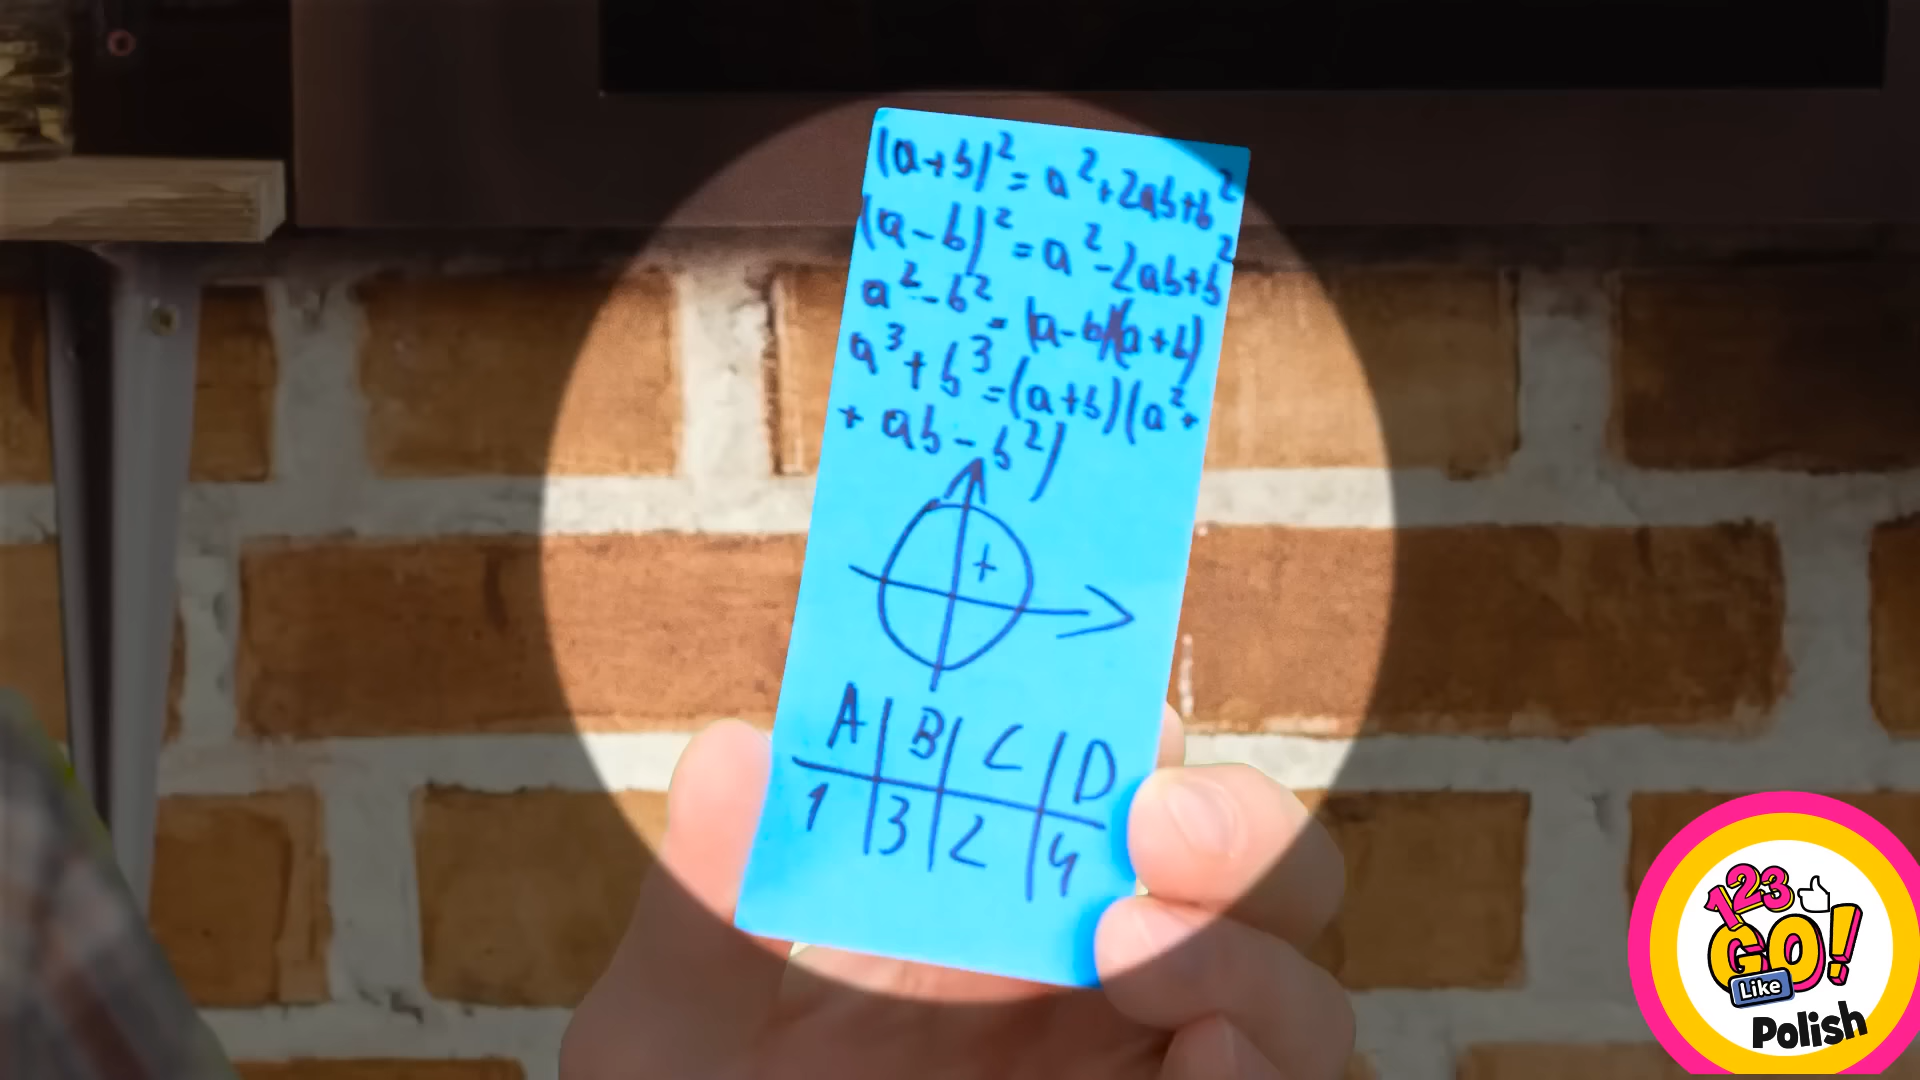 (a+b)² = a²+2ab+b²
(a-b)² = a²-2ab+b²
a²-b² = (a-b)(a+b)
a³+b³ = (a+b)(a²+
+ab-b²)
+
A B C D
1 3 2 4
123
GO!
Like
Polish